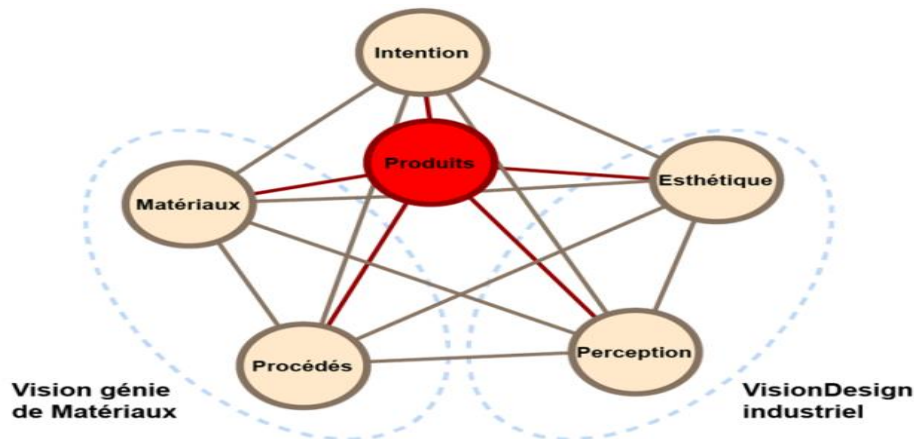 Intention
Produits
Matériaux
Esthétique
Procédés
Perception
Vision génie
de Matériaux
VisionDesign
industriel